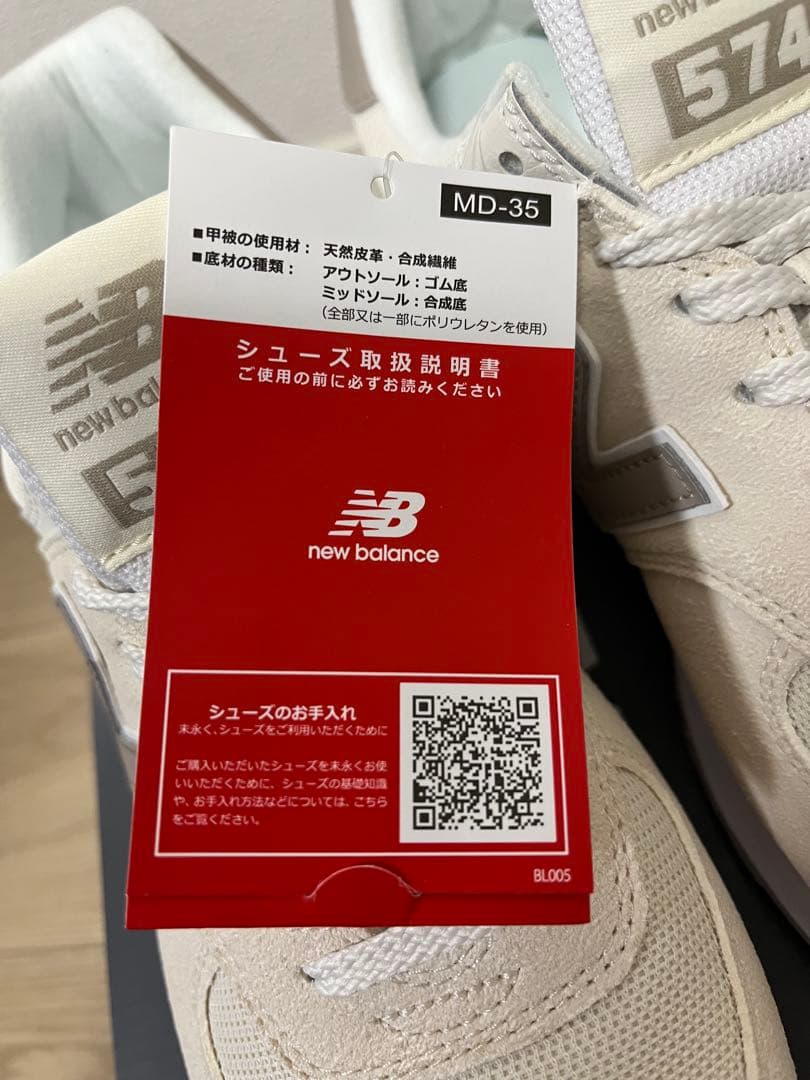 MD-35
■甲被の使用材： 天然皮革・合成繊維
■底材の種類： アウトソール：ゴム底
ミッドソール：合成底
（全部又は一部にポリウレタンを使用）
シューズ取扱説明書
ご使用の前に必ずお読みください
NB
new balance
シューズのお手入れ
末永く、シューズをご利用いただくために
ご購入いただいたシューズを末永くお使
いいただくために、シューズの基礎知識
や、お手入れ方法などについては、こちら
をご覧ください。
BL005
NB
new bal
5
new
574